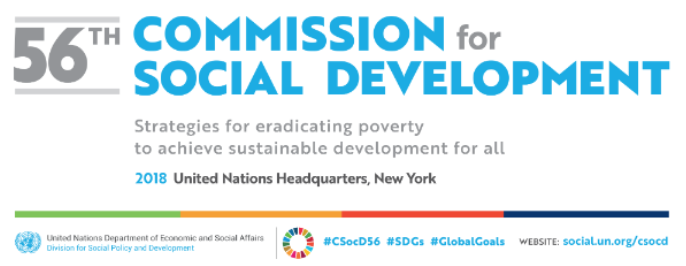 56TH COMMISSION for
SOCIAL DEVELOPMENT
Strategies for eradicating poverty
to achieve sustainable development for all
2018 United Nations Headquarters, New York
United Nations Department of Economic and Social Affairs
Division for Social Policy and Development
#CSocD56 #SDGs #GlobalGoals WEBSITE: social.un.org/csocd